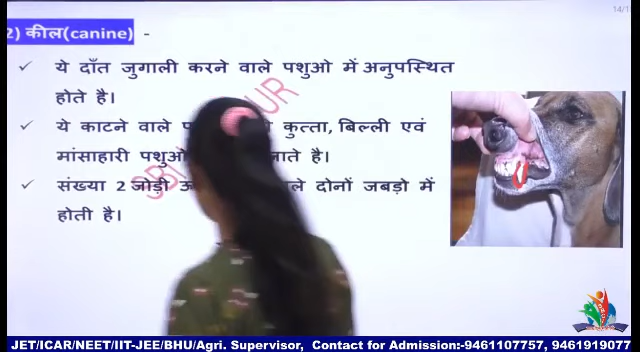 2) कील(canine) -
14/1
ये दाँत जुगाली करने वाले पशुओ में अनुपस्थित
होते है।
ये काटने वाले कुत्ता, बिल्ली एवं
मांसाहारी पशुओ जाते है।
संख्या 2 जोड़ी दोनों जबड़ो में
होती है।
JET/ICAR/NEET/IIT-JEE/BHU/Agri. Supervisor, Contact for Admission:-9461107757, 9461919077